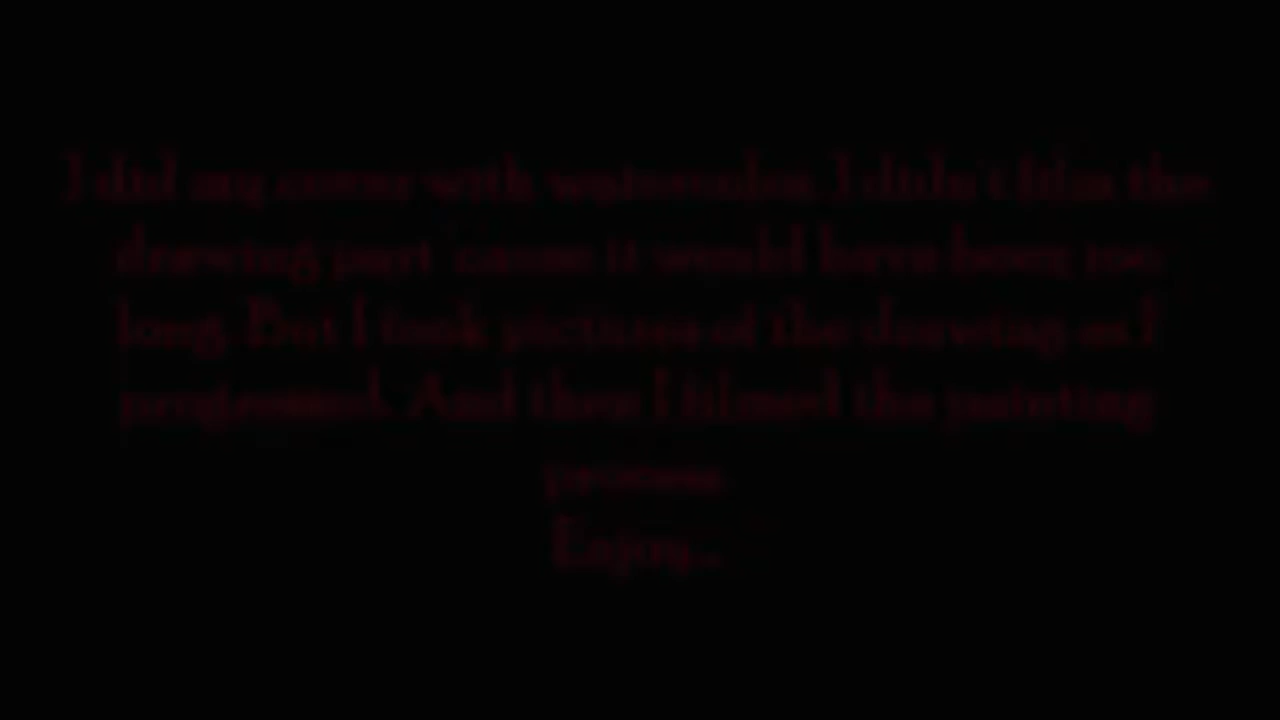 I did my cover with watercolor. I didn't film the
drawing part 'cause it would have been too
long. But I took pictures of the drawing as I
progressed. And then I filmed the painting
process.
Enjoy...